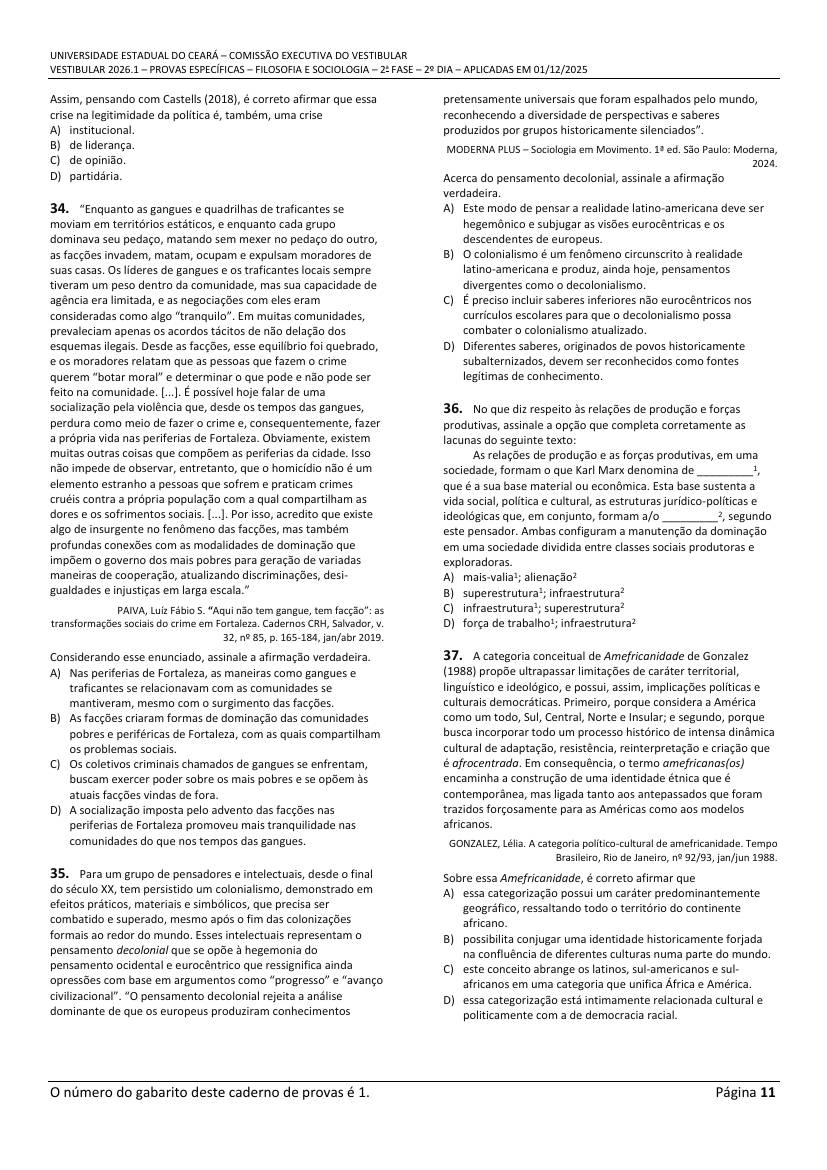 UNIVERSIDADE ESTADUAL DO CEARÁ – COMISSÃO EXECUTIVA DO VESTIBULAR
VESTIBULAR 2026.1 – PROVAS ESPECÍFICAS – FILOSOFIA E SOCIOLOGIA – 2ª FASE – 2º DIA – APLICADAS EM 01/12/2025
Assim, pensando com Castells (2018), é correto afirmar que essa
crise na legitimidade da política é, também, uma crise
A) institucional.
B) de liderança.
C) de opinião.
D) partidária.
34. “Enquanto as gangues e quadrilhas de traficantes se
moviam em territórios estáticos, e enquanto cada grupo
dominava seu pedaço, matando sem mexer no pedaço do outro,
as facções invadem, matam, ocupam e expulsam moradores de
suas casas. Os líderes de gangues e os traficantes locais sempre
tiveram um peso dentro da comunidade, mas sua capacidade de
agência era limitada, e as negociações com eles eram
consideradas como algo “tranquilo”. Em muitas comunidades,
prevaleciam apenas os acordos tácitos de não delação dos
esquemas ilegais. Desde as facções, esse equilíbrio foi quebrado,
e os moradores relatam que as pessoas que fazem o crime
querem “botar moral” e determinar o que pode e não pode ser
feito na comunidade. [...]. É possível hoje falar de uma
socialização pela violência que, desde os tempos das gangues,
perdura como meio de fazer o crime e, consequentemente, fazer
a própria vida nas periferias de Fortaleza. Obviamente, existem
muitas outras coisas que compõem as periferias da cidade. Isso
não impede de observar, entretanto, que o homicídio não é um
elemento estranho a pessoas que sofrem e praticam crimes
cruéis contra a própria população com a qual compartilham as
dores e os sofrimentos sociais. [...]. Por isso, acredito que existe
algo de insurgente no fenômeno das facções, mas também
profundas conexões com as modalidades de dominação que
impõem o governo dos mais pobres para geração de variadas
maneiras de cooperação, atualizando discriminações, desi-
gualdades e injustiças em larga escala.”
PAIVA, Luíz Fábio S. “Aqui não tem gangue, tem facção”: as
transformações sociais do crime em Fortaleza. Cadernos CRH, Salvador, v.
32, nº 85, p. 165-184, jan/abr 2019.
Considerando esse enunciado, assinale a afirmação verdadeira.
A) Nas periferias de Fortaleza, as maneiras como gangues e
traficantes se relacionavam com as comunidades se
mantiveram, mesmo com o surgimento das facções.
B) As facções criaram formas de dominação das comunidades
pobres e periféricas de Fortaleza, com as quais compartilham
os problemas sociais.
C) Os coletivos criminais chamados de gangues se enfrentam,
buscam exercer poder sobre os mais pobres e se opõem às
atuais facções vindas de fora.
D) A socialização imposta pelo advento das facções nas
periferias de Fortaleza promoveu mais tranquilidade nas
comunidades do que nos tempos das gangues.
35. Para um grupo de pensadores e intelectuais, desde o final
do século XX, tem persistido um colonialismo, demonstrado em
efeitos práticos, materiais e simbólicos, que precisa ser
combatido e superado, mesmo após o fim das colonizações
formais ao redor do mundo. Esses intelectuais representam o
pensamento decolonial que se opõe à hegemonia do
pensamento ocidental e eurocêntrico que ressignifica ainda
opressões com base em argumentos como “progresso” e “avanço
civilizacional”. “O pensamento decolonial rejeita a análise
dominante de que os europeus produziram conhecimentos
pretensamente universais que foram espalhados pelo mundo,
reconhecendo a diversidade de perspectivas e saberes
produzidos por grupos historicamente silenciados”.
MODERNA PLUS – Sociologia em Movimento. 1ª ed. São Paulo: Moderna,
2024.
Acerca do pensamento decolonial, assinale a afirmação
verdadeira.
A) Este modo de pensar a realidade latino-americana deve ser
hegemônico e subjugar as visões eurocêntricas e os
descendentes de europeus.
B) O colonialismo é um fenômeno circunscrito à realidade
latino-americana e produz, ainda hoje, pensamentos
divergentes como o decolonialismo.
C) É preciso incluir saberes inferiores não eurocêntricos nos
currículos escolares para que o decolonialismo possa
combater o colonialismo atualizado.
D) Diferentes saberes, originados de povos historicamente
subalternizados, devem ser reconhecidos como fontes
legítimas de conhecimento.
36. No que diz respeito às relações de produção e forças
produtivas, assinale a opção que completa corretamente as
lacunas do seguinte texto:
As relações de produção e as forças produtivas, em uma
sociedade, formam o que Karl Marx denomina de _________¹,
que é a sua base material ou econômica. Esta base sustenta a
vida social, política e cultural, as estruturas jurídico-políticas e
ideológicas que, em conjunto, formam a/o _________², segundo
este pensador. Ambas configuram a manutenção da dominação
em uma sociedade dividida entre classes sociais produtoras e
exploradoras.
A) mais-valia¹; alienação²
B) superestrutura¹; infraestrutura²
C) infraestrutura¹; superestrutura²
D) força de trabalho¹; infraestrutura²
37. A categoria conceitual de Amefricanidade de Gonzalez
(1988) propõe ultrapassar limitações de caráter territorial,
linguístico e ideológico, e possui, assim, implicações políticas e
culturais democráticas. Primeiro, porque considera a América
como um todo, Sul, Central, Norte e Insular; e segundo, porque
busca incorporar todo um processo histórico de intensa dinâmica
cultural de adaptação, resistência, reinterpretação e criação que
é afrocentrada. Em consequência, o termo amefricanas(os)
encaminha a construção de uma identidade étnica que é
contemporânea, mas ligada tanto aos antepassados que foram
trazidos forçosamente para as Américas como aos modelos
africanos.
GONZALEZ, Lélia. A categoria político-cultural de amefricanidade. Tempo
Brasileiro, Rio de Janeiro, nº 92/93, jan/jun 1988.
Sobre essa Amefricanidade, é correto afirmar que
A) essa categorização possui um caráter predominantemente
geográfico, ressaltando todo o território do continente
africano.
B) possibilita conjugar uma identidade historicamente forjada
na confluência de diferentes culturas numa parte do mundo.
C) este conceito abrange os latinos, sul-americanos e sul-
africanos em uma categoria que unifica África e América.
D) essa categorização está intimamente relacionada cultural e
politicamente com a de democracia racial.
O número do gabarito deste caderno de provas é 1.
Página 11